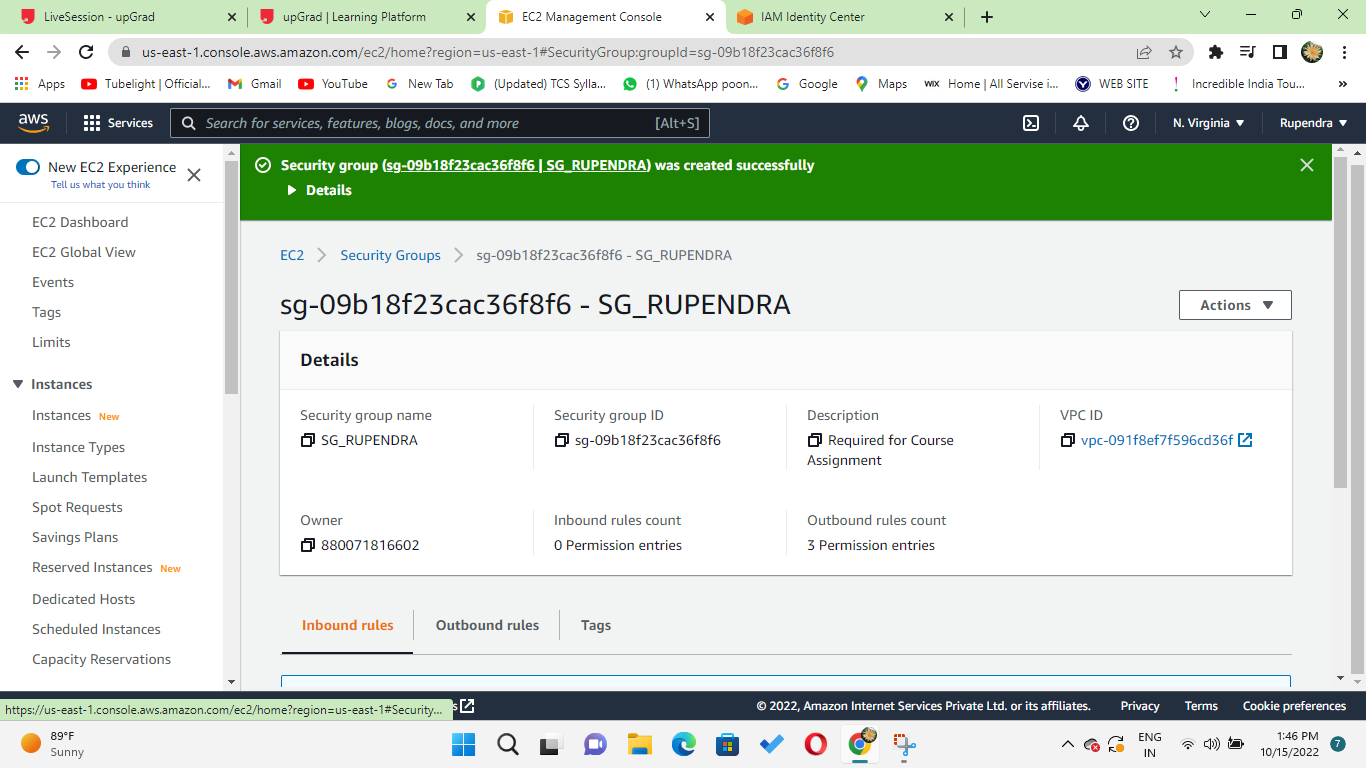 LiveSession - upGrad
upGrad | Learning Platform
EC2 Management Console
IAM Identity Center
us-east-1.console.aws.amazon.com/ec2/home?region=us-east-1#SecurityGroup:groupId=sg-09b18f23cac36f8f6
Apps
Tubelight | Official...
Gmail
YouTube
New Tab
(Updated) TCS Sylla...
(1) WhatsApp poon...
Google
Maps
WIX Home | All Servise i...
WEB SITE
Incredible India Tou...
»
aws
Services
Search for services, features, blogs, docs, and more [Alt+S]
N. Virginia
Rupendra
New EC2 Experience
Tell us what you think
EC2 Dashboard
EC2 Global View
Events
Tags
Limits
Instances
Instances New
Instance Types
Launch Templates
Spot Requests
Savings Plans
Reserved Instances New
Dedicated Hosts
Scheduled Instances
Capacity Reservations
Security group (sg-09b18f23cac36f8f6 | SG_RUPENDRA) was created successfully
Details
EC2 > Security Groups > sg-09b18f23cac36f8f6 - SG_RUPENDRA
sg-09b18f23cac36f8f6 - SG_RUPENDRA
Actions
Details
Security group name
SG_RUPENDRA
Security group ID
sg-09b18f23cac36f8f6
Description
Required for Course
Assignment
VPC ID
vpc-091f8ef7f596cd36f
Owner
880071816602
Inbound rules count
0 Permission entries
Outbound rules count
3 Permission entries
Inbound rules
Outbound rules
Tags
https://us-east-1.console.aws.amazon.com/ec2/home?region=us-east-1#Security...
© 2022, Amazon Internet Services Private Ltd. or its affiliates.
Privacy
Terms
Cookie preferences
89°F
Sunny
ENG
IN
1:46 PM
10/15/2022
7